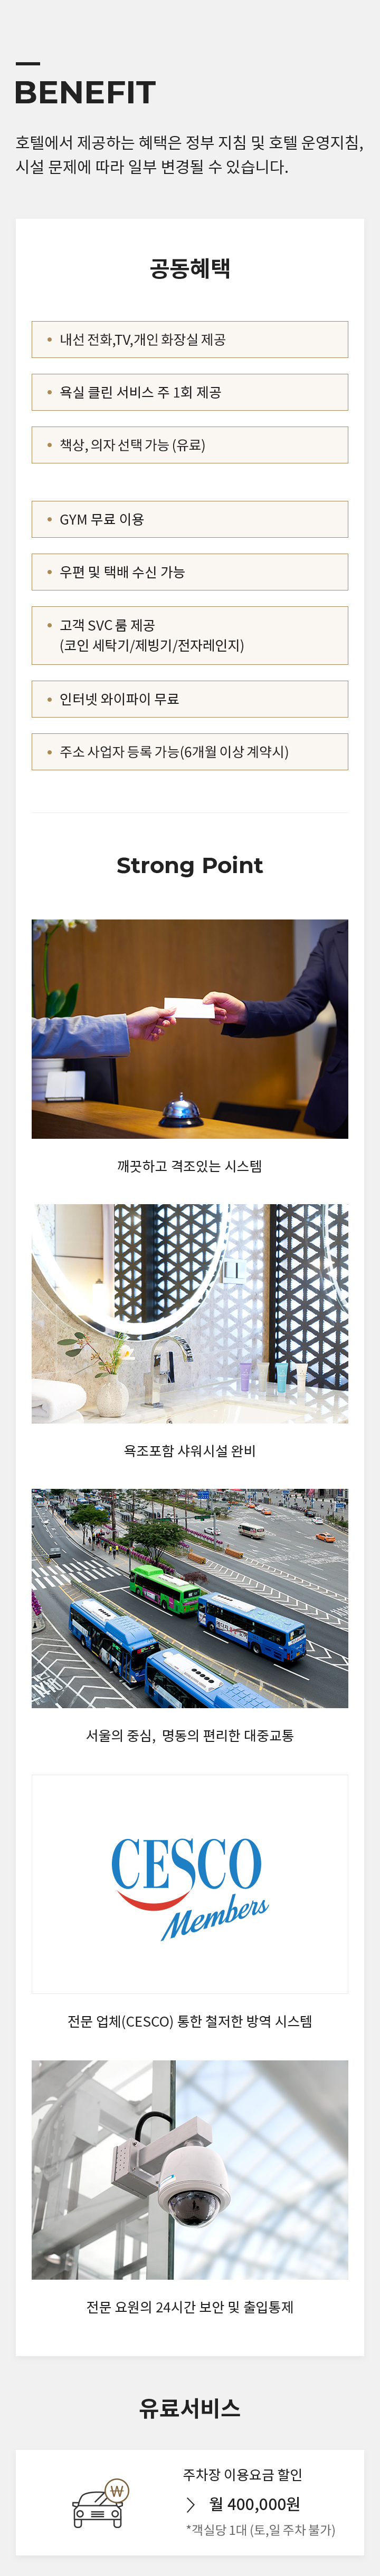 BENEFIT
호텔에서 제공하는 혜택은 정부 지침 및 호텔 운영지침,
시설 문제에 따라 일부 변경될 수 있습니다.
공동혜택
• 내선 전화,TV,개인 화장실 제공
• 욕실 클린 서비스 주 1회 제공
• 책상, 의자 선택 가능 (유료)
• GYM 무료 이용
• 우편 및 택배 수신 가능
• 고객 SVC 룸 제공
(코인 세탁기/제빙기/전자레인지)
• 인터넷 와이파이 무료
• 주소 사업자 등록 가능(6개월 이상 계약시)
Strong Point
깨끗하고 격조있는 시스템
욕조포함 샤워시설 완비
서울의 중심, 명동의 편리한 대중교통
CESCO
Members
전문 업체(CESCO) 통한 철저한 방역 시스템
전문 요원의 24시간 보안 및 출입통제
유료서비스
주차장 이용요금 할인
> 월 400,000원
*객실당 1대 (토,일 주차 불가)